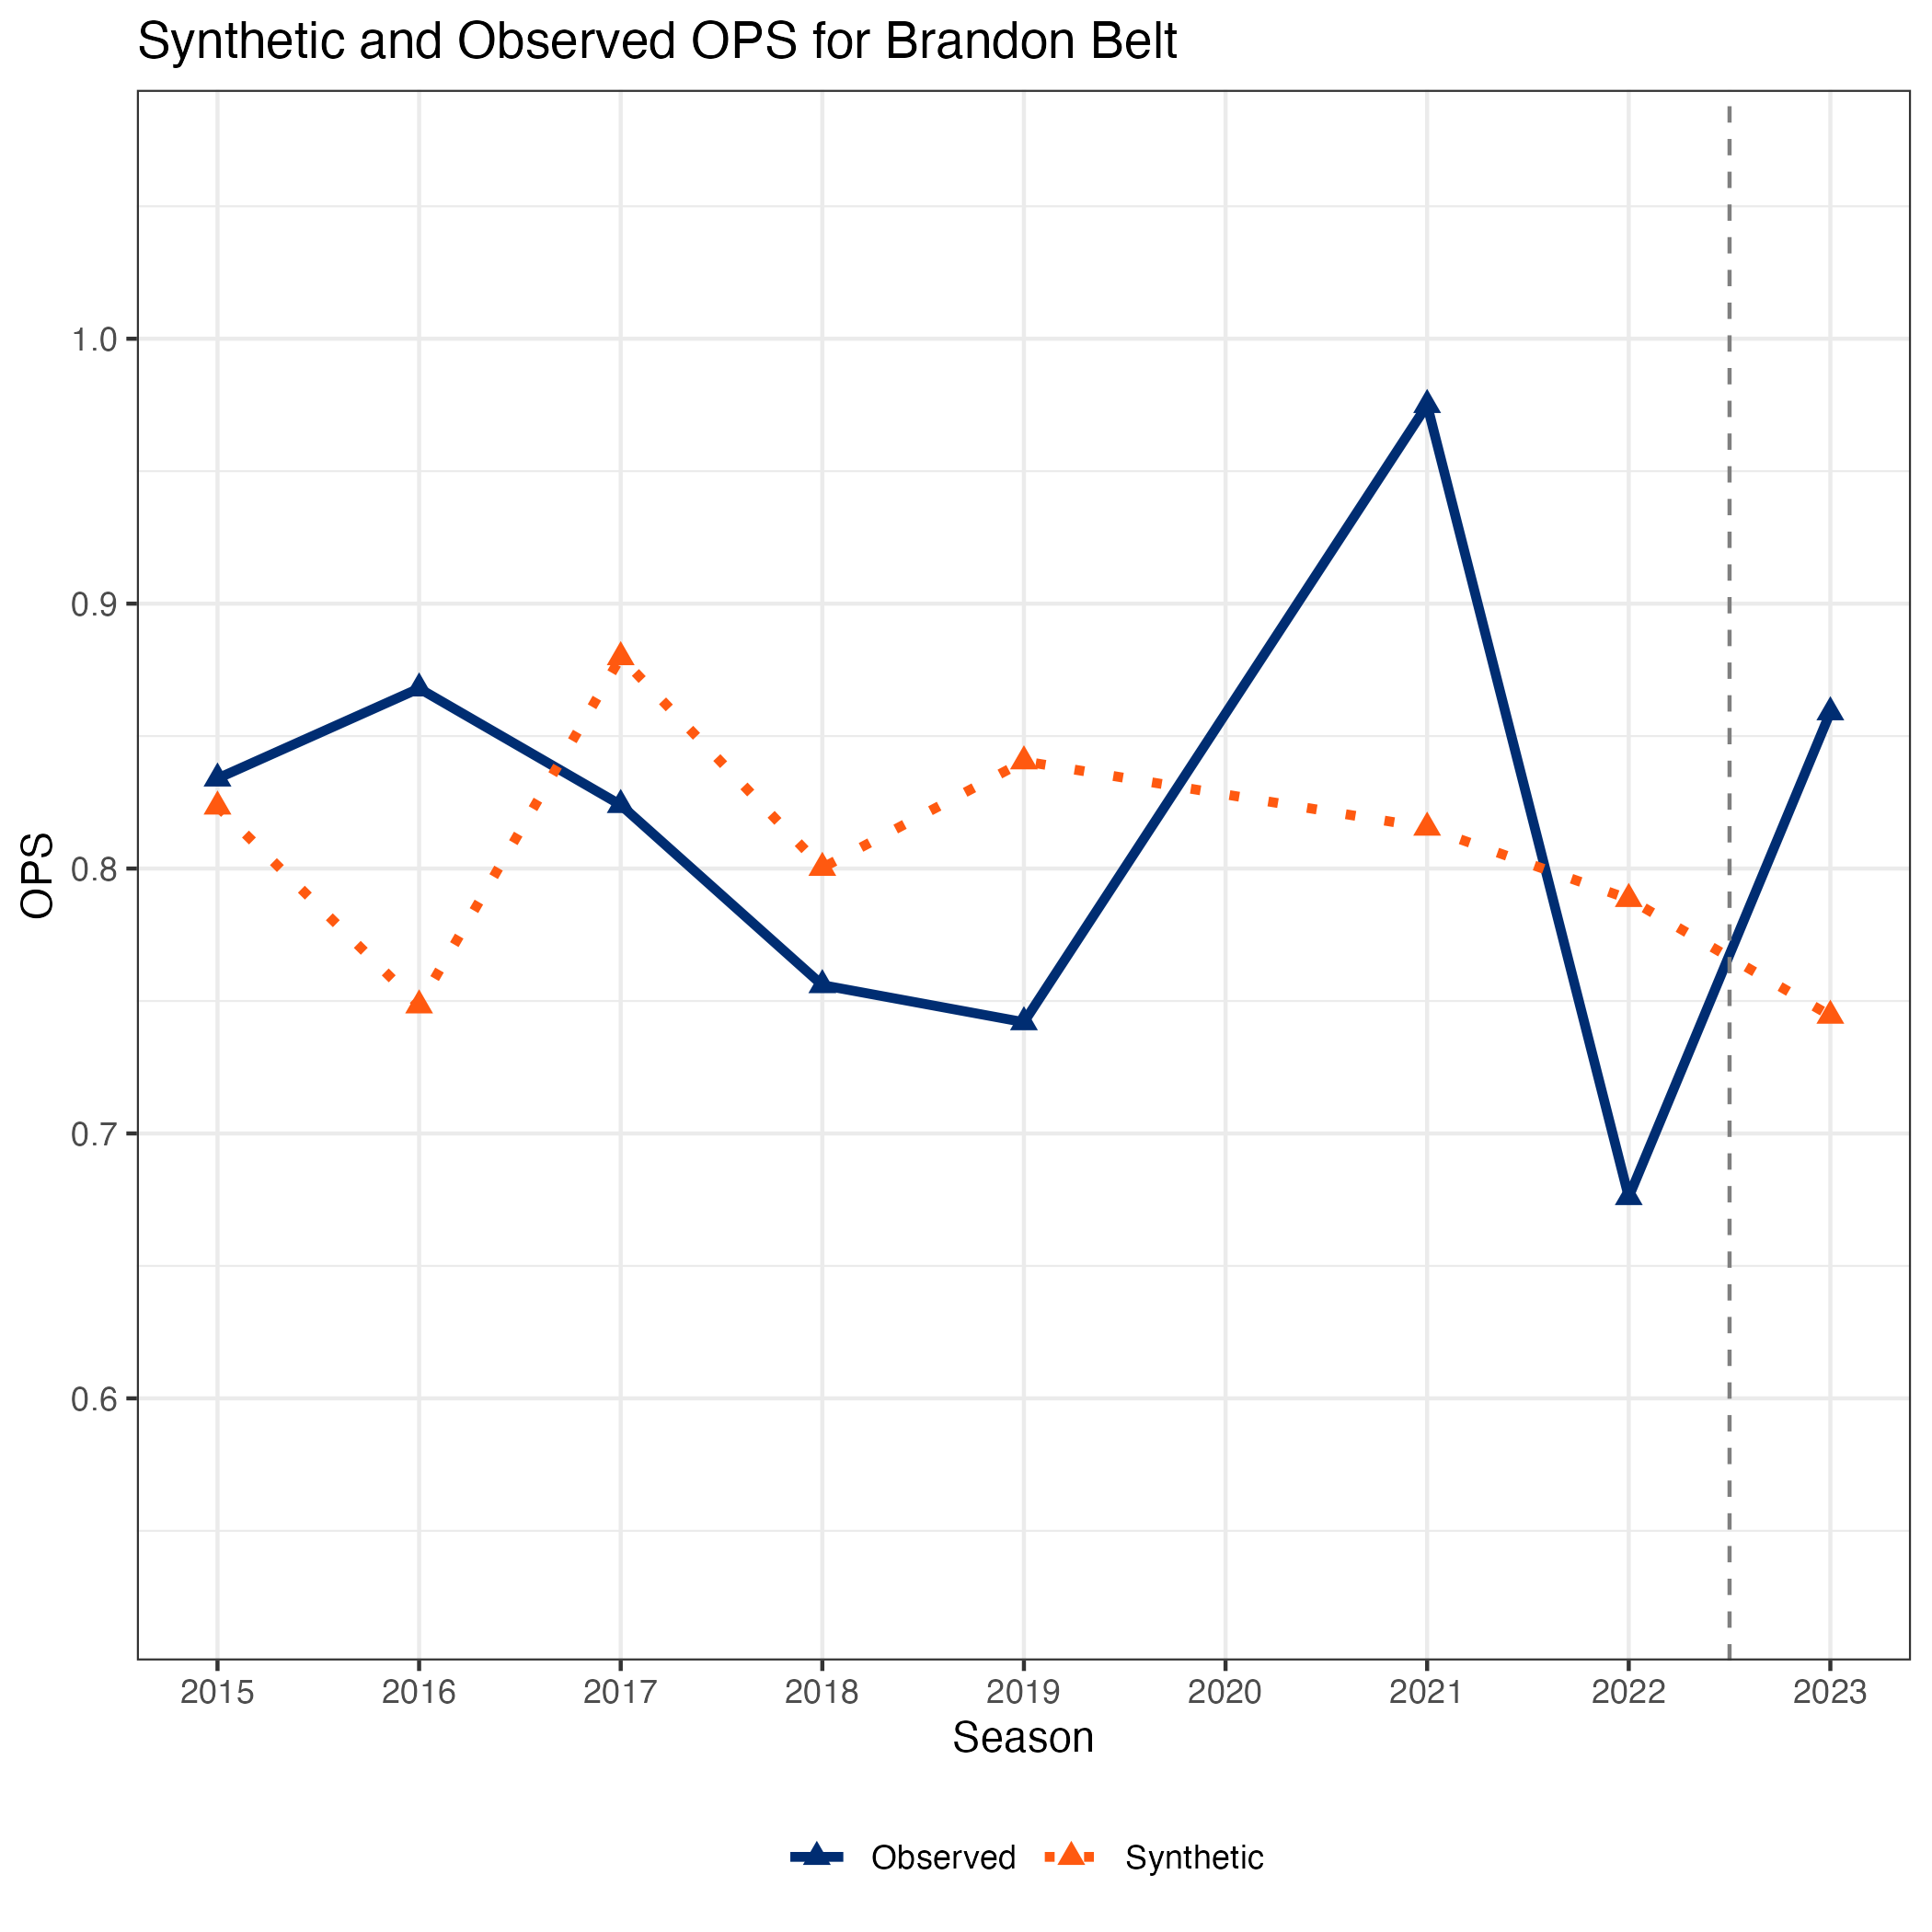 Synthetic and Observed OPS for Brandon Belt
OPS
1.0
0.9
0.8
0.7
0.6
2015 2016 2017 2018 2019 2020 2021 2022 2023
Season
Observed Synthetic